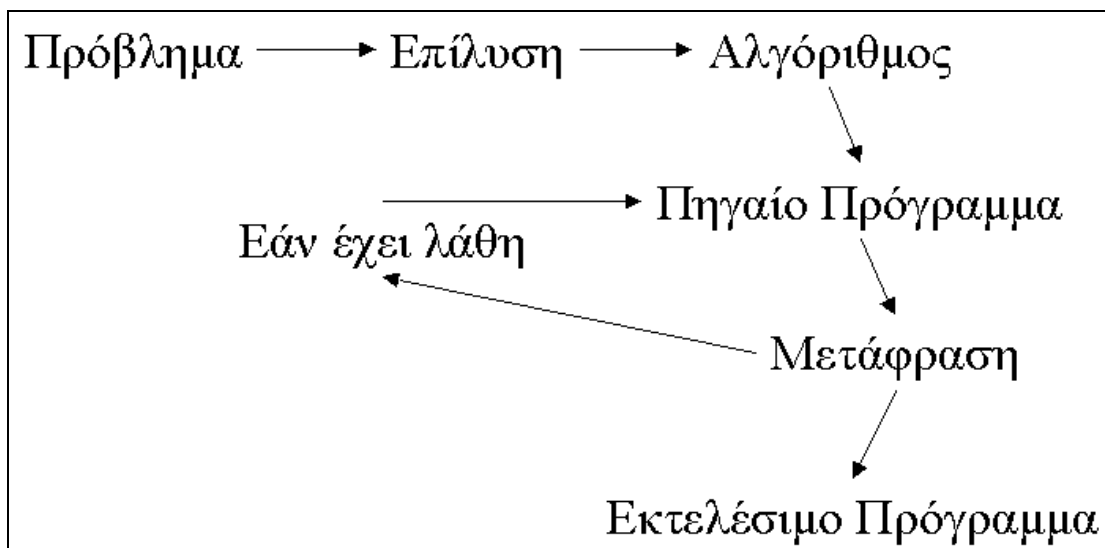 Πρόβλημα Επίλυση Αλγόριθμος
Πηγαίο Πρόγραμμα
Εάν έχει λάθη
Μετάφραση
Εκτελέσιμο Πρόγραμμα